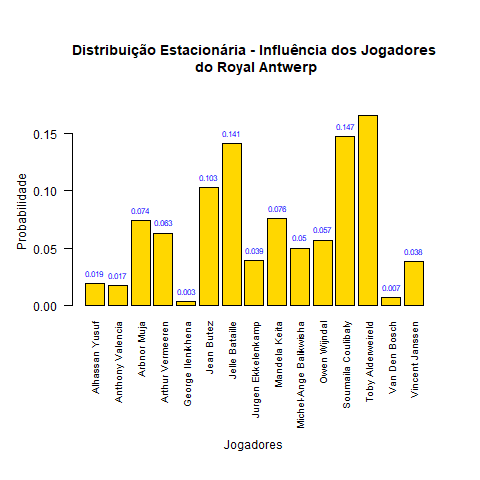 Distribuição Estacionária - Influência dos Jogadores
do Royal Antwerp
Probabilidade
0.15
0.10
0.05
0.00
0.019
0.017
0.074
0.063
0.003
0.103
0.141
0.039
0.076
0.05
0.057
0.147
0.007
0.038
Alhassan Yusuf
Anthony Valencia
Arbnor Muja
Arthur Vermeeren
George Ilenikhena
Jean Butez
Jelle Bataille
Jurgen Ekkelenkamp
Mandela Keita
Michel-Ange Balikwisha
Owen Wijndal
Soumaila Coulibaly
Toby Alderweireld
Van Den Bosch
Vincent Janssen
Jogadores